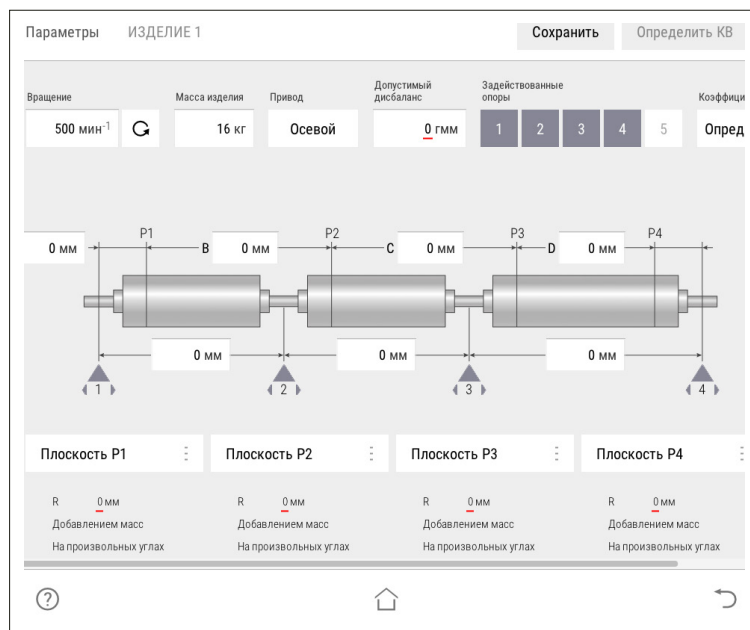 Параметры ИЗДЕЛИЕ 1 Сохранить Определить КВ
Вращение Масса изделия Привод Допустимый дисбаланс Задействованные опоры Коэффици
500 мин-1 16 кг Осевой 0 гмм 1 2 3 4 5 Опред
P1 P2 P3 P4
0 мм B 0 мм C 0 мм D 0 мм
0 мм 0 мм 0 мм
1 2 3 4
Плоскость P1 Плоскость P2 Плоскость P3 Плоскость P4
R 0 мм R 0 мм R 0 мм R 0 мм
Добавлением масс Добавлением масс Добавлением масс Добавлением масс
На произвольных углах На произвольных углах На произвольных углах На произвольных углах
?